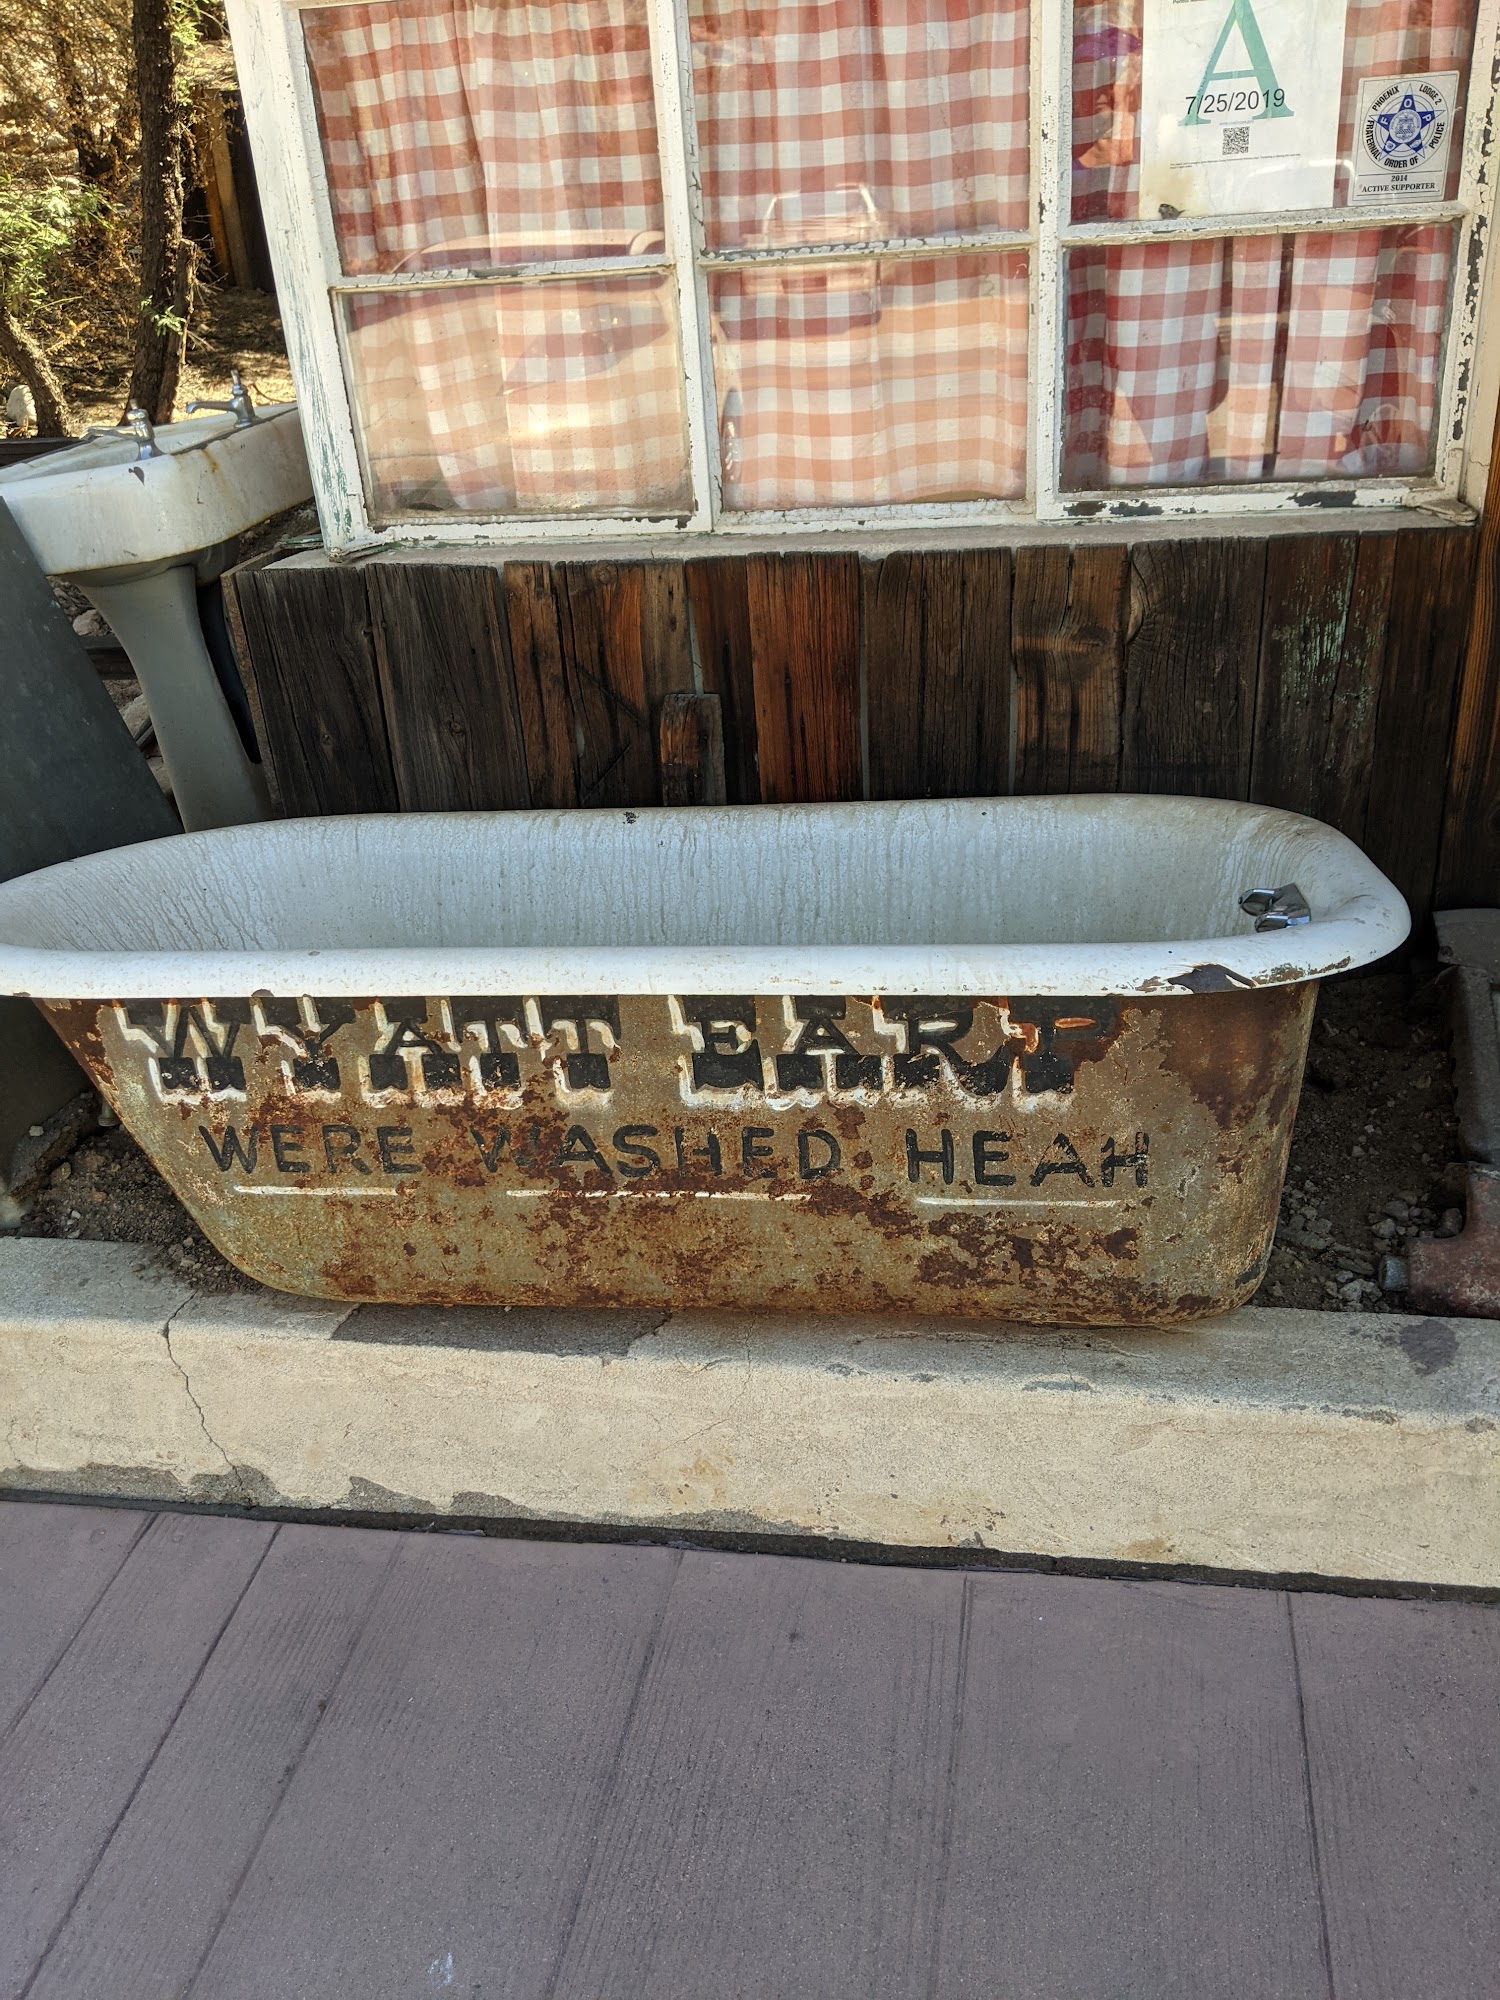 A
7/25/2019
PHOENIX LODGE 2
FRATERNAL ORDER OF POLICE
F O P
2014
ACTIVE SUPPORTER
WYATT EARP
WERE WASHED HEAH